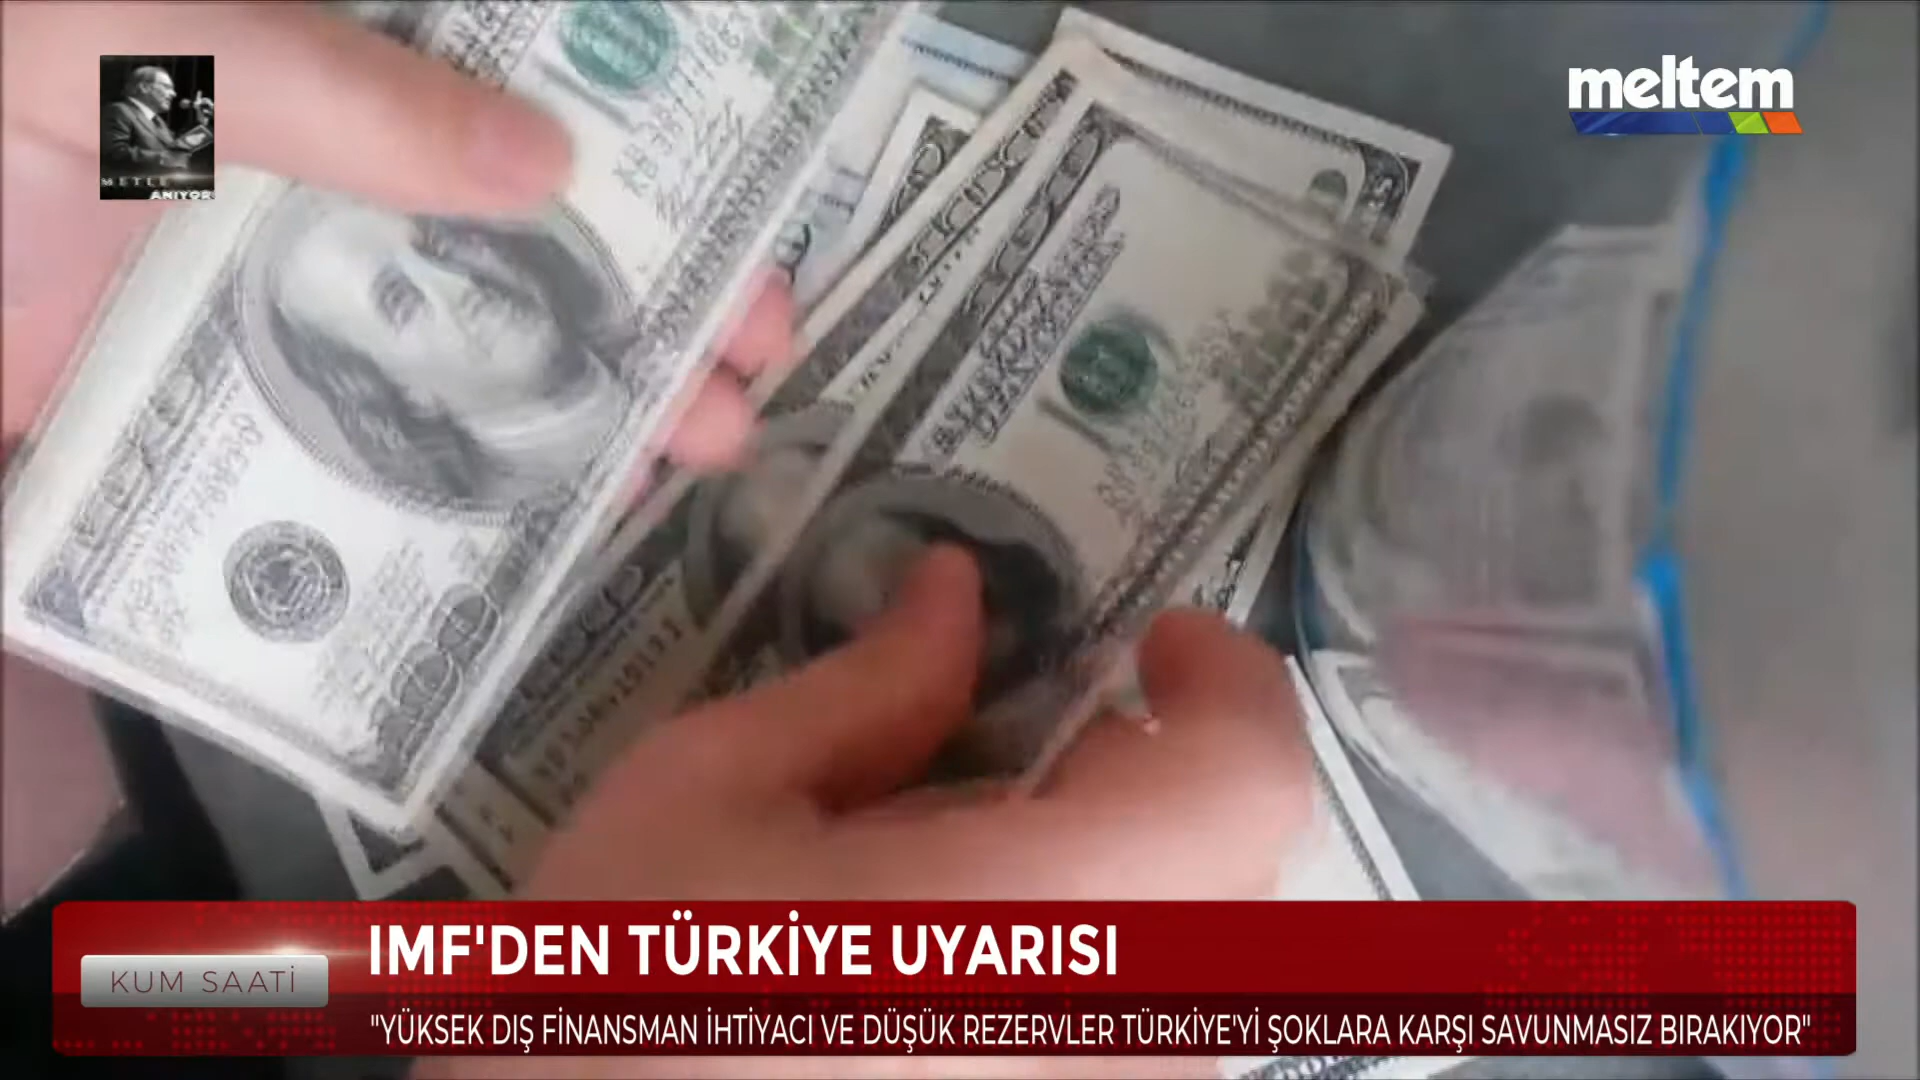 meltem
METLE
ANIYOR
IMF'DEN TÜRKİYE UYARISI
KUM SAATİ
"YÜKSEK DIŞ FİNANSMAN İHTİYACI VE DÜŞÜK REZERVLER TÜRKİYE'Yİ ŞOKLARA KARŞI SAVUNMASIZ BIRAKIYOR"